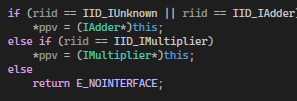 if (riid == IID_IUnknown || riid == IID_IAdder)
*ppv = (IAdder*)this;
else if (riid == IID_IMultiplier)
*ppv = (IMultiplier*)this;
else
return E_NOINTERFACE;